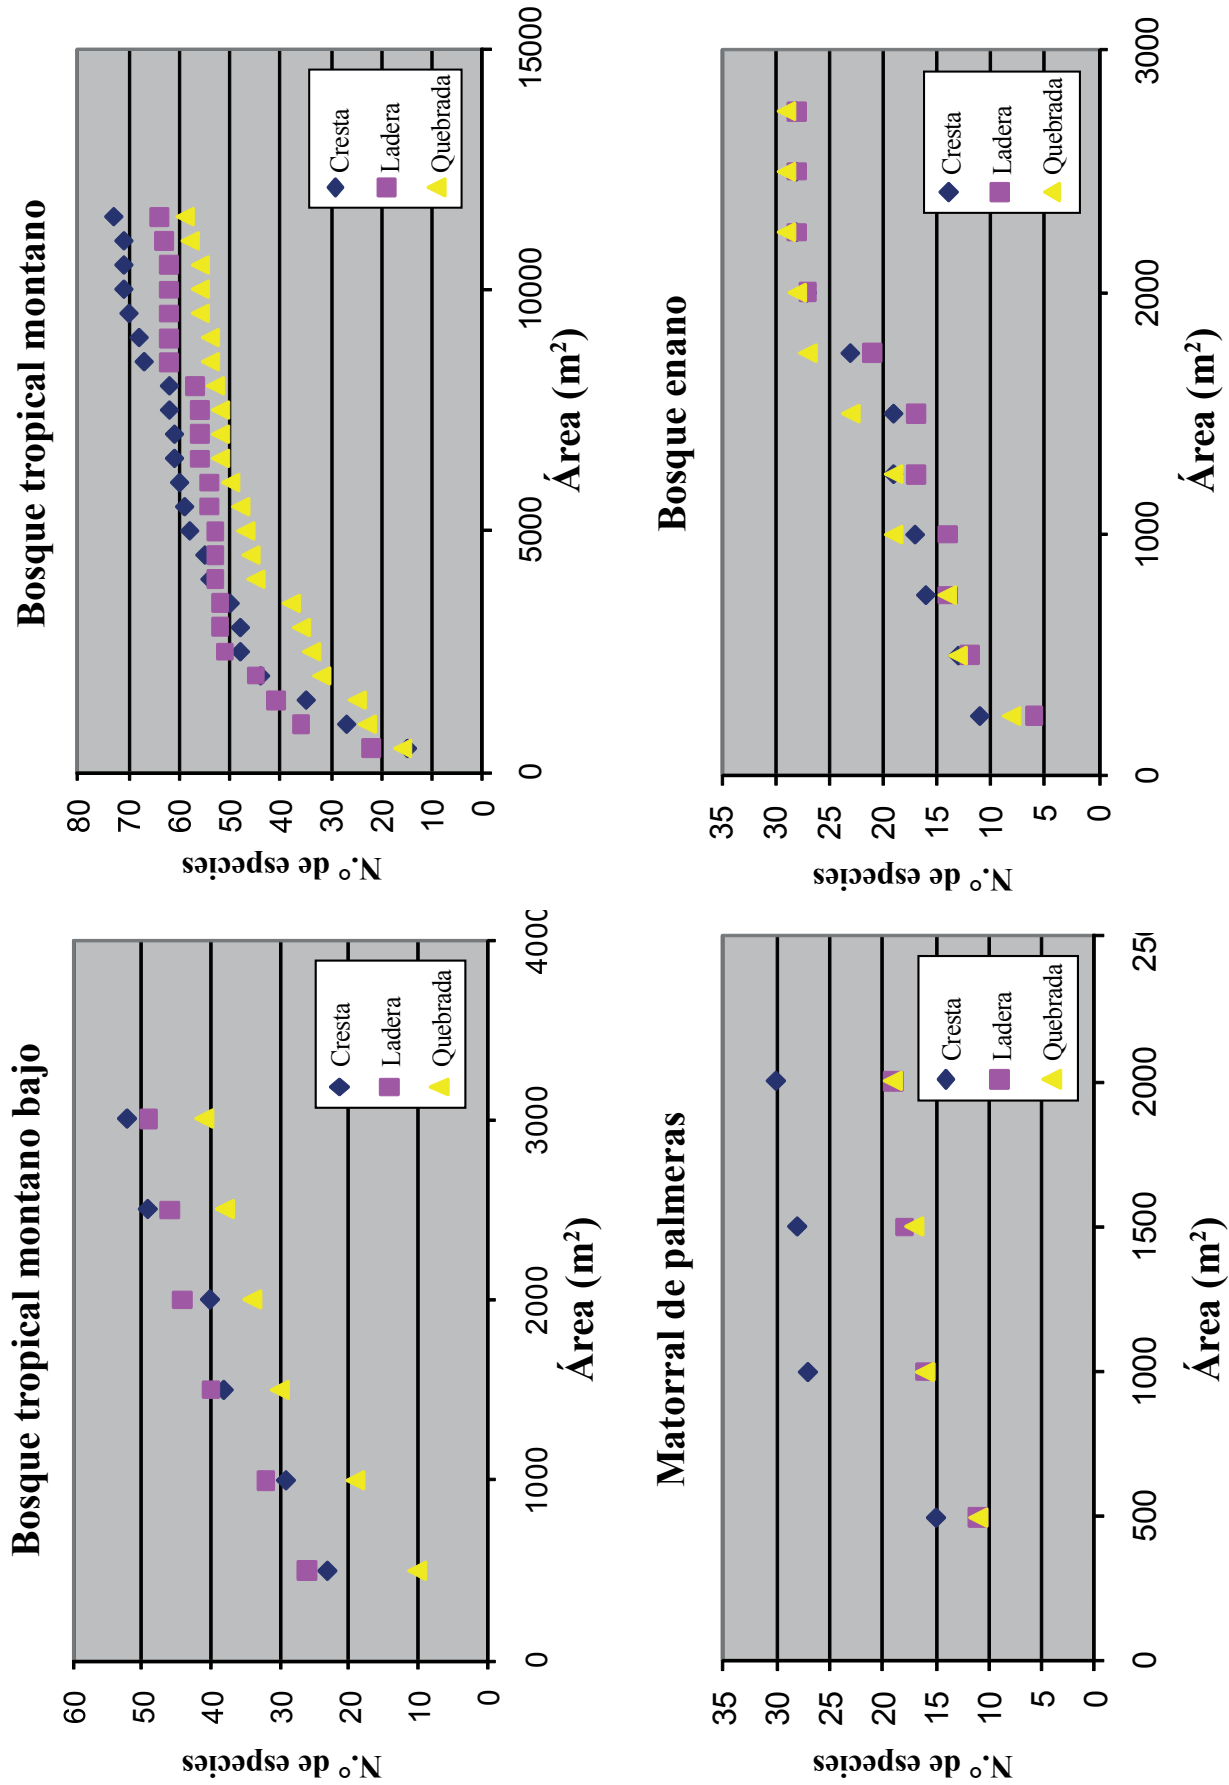 Bosque tropical montano bajo
N.° de especies
60
50
40
30
20
10
0
0 1000 2000 3000 4000
Área (m²)
Cresta
Ladera
Quebrada
Bosque tropical montano
N.° de especies
80
70
60
50
40
30
20
10
0
0 5000 10000 15000
Área (m²)
Cresta
Ladera
Quebrada
Matorral de palmeras
N.° de especies
35
30
25
20
15
10
5
0
0 500 1000 1500 2000 25
Área (m²)
Cresta
Ladera
Quebrada
Bosque enano
N.° de especies
35
30
25
20
15
10
5
0
0 1000 2000 3000
Área (m²)
Cresta
Ladera
Quebrada